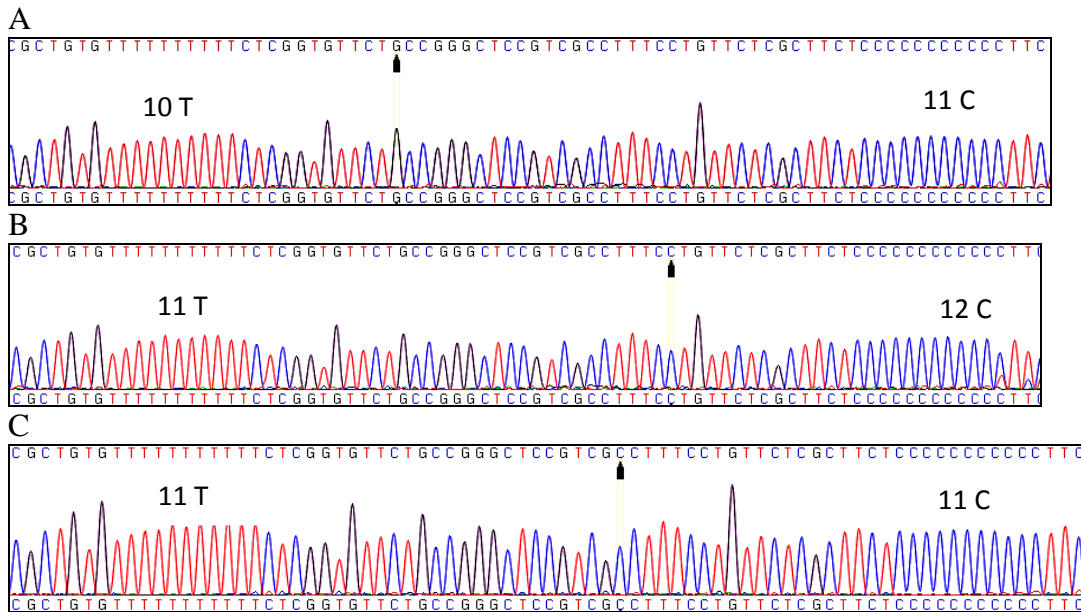 A
CGCTGTGTTTTTTTTTTCTCGGTGTTCTGCCGGGCTCCGTCGCCTTTCCTGTTCTCGCTTCTCCCCCCCCCCCTTC
10 T
11 C
CGCTGTGTTTTTTTTTTCTCGGTGTTCTGCCGGGCTCCGTCGCCTTTCCTGTTCTCGCTTCTCCCCCCCCCCCTTC
B
CGCTGTGTTTTTTTTTTTCTCGGTGTTCTGCCGGGCTCCGTCGCCTTTCCTGTTCTCGCTTCTCCCCCCCCCCCCTTC
11 T
12 C
CGCTGTGTTTTTTTTTTTCTCGGTGTTCTGCCGGGCTCCGTCGCCTTTCCTGTTCTCGCTTCTCCCCCCCCCCCCTTC
C
CGCTGTGTTTTTTTTTTTCTCGGTGTTCTGCCGGGCTCCGTCGCCTTTCCTGTTCTCGCTTCTCCCCCCCCCCCTTC
11 T
11 C
CGCTGTGTTTTTTTTTTTCTCGGTGTTCTGCCGGGCTCCGTCGCCTTTCCTGTTCTCGCTTCTCCCCCCCCCCCTTC